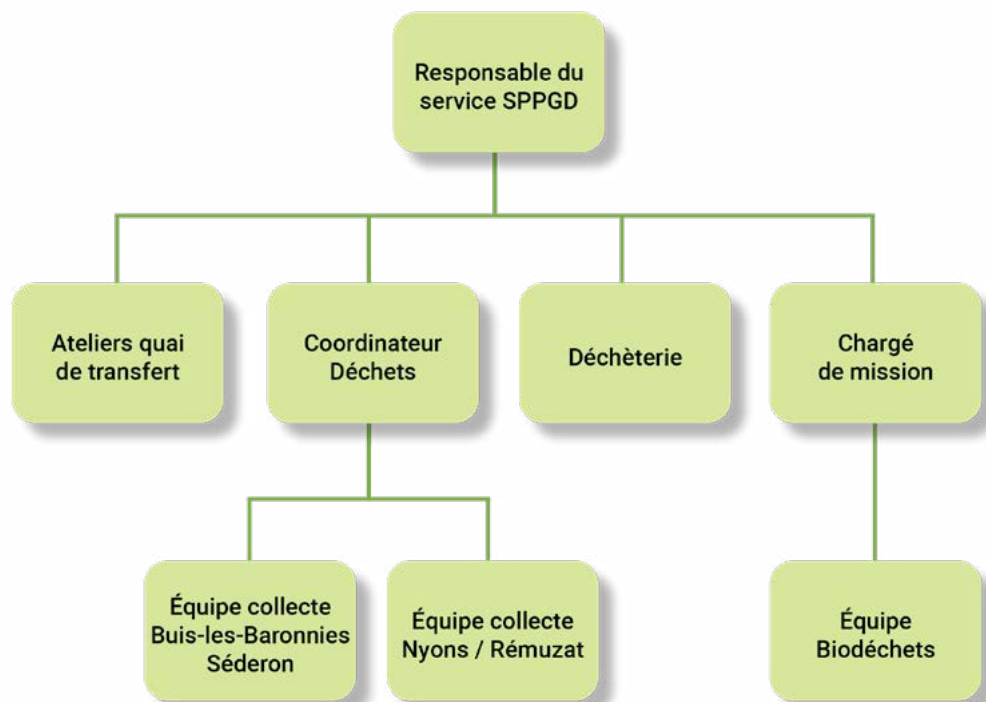 Responsable du
service SPPGD
Ateliers quai
de transfert
Coordinateur
Déchets
Déchèterie
Chargé
de mission
Équipe collecte
Buis-les-Baronnies
Séderon
Équipe collecte
Nyons / Rémuzat
Équipe
Biodéchets